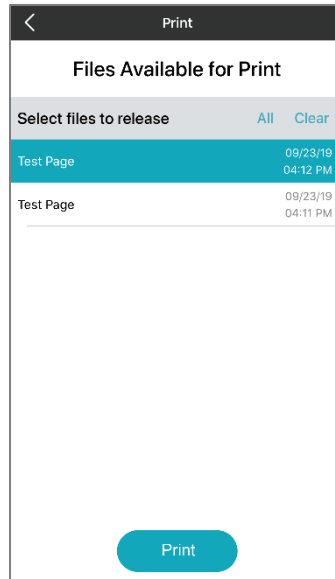 Print
Files Available for Print
Select files to release All Clear
Test Page 09/23/19
04:12 PM
Test Page 09/23/19
04:11 PM
Print